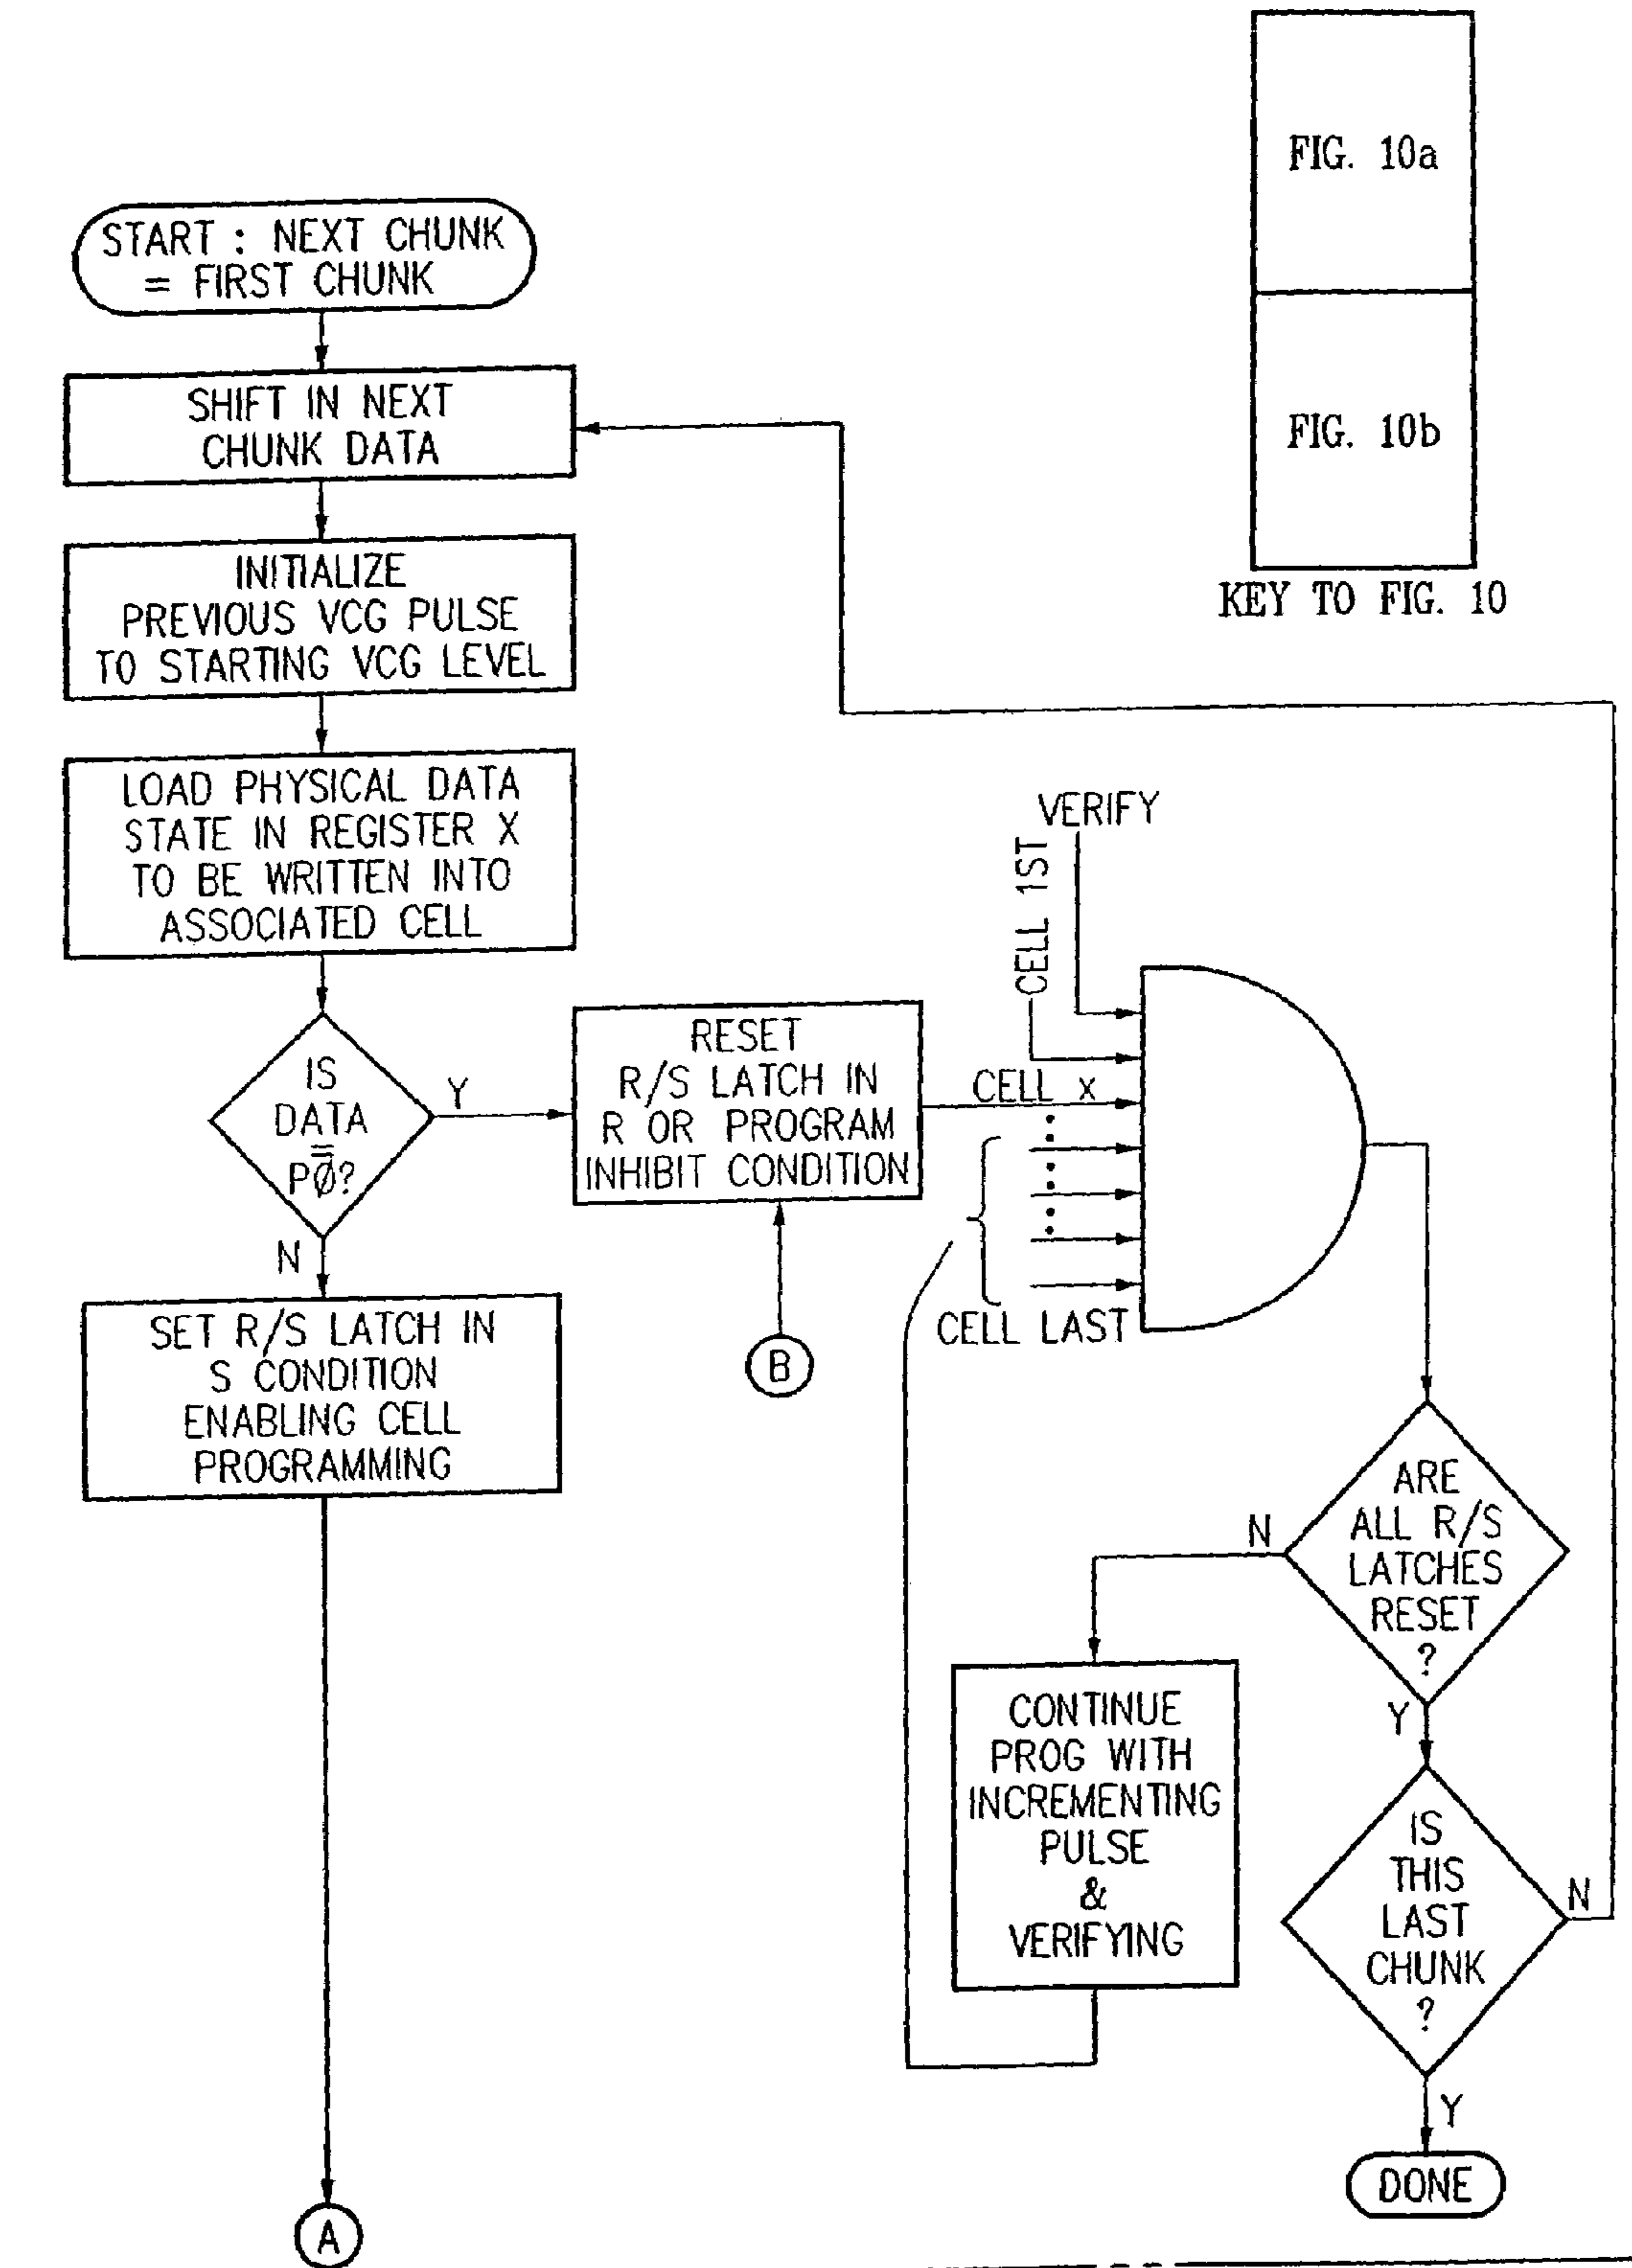 FIG. 10a
FIG. 10b
KEY TO FIG. 10
START : NEXT CHUNK
= FIRST CHUNK
SHIFT IN NEXT
CHUNK DATA
INITIALIZE
PREVIOUS VCG PULSE
TO STARTING VCG LEVEL
LOAD PHYSICAL DATA
STATE IN REGISTER X
TO BE WRITTEN INTO
ASSOCIATED CELL
IS
DATA
=
PØ?
Y
N
RESET
R/S LATCH IN
R OR PROGRAM
INHIBIT CONDITION
B
SET R/S LATCH IN
S CONDITION
ENABLING CELL
PROGRAMMING
A
VERIFY
CELL 1ST
CELL X
CELL LAST
ARE
ALL R/S
LATCHES
RESET
?
N
Y
CONTINUE
PROG WITH
INCREMENTING
PULSE
&
VERIFYING
IS
THIS
LAST
CHUNK
?
N
Y
DONE